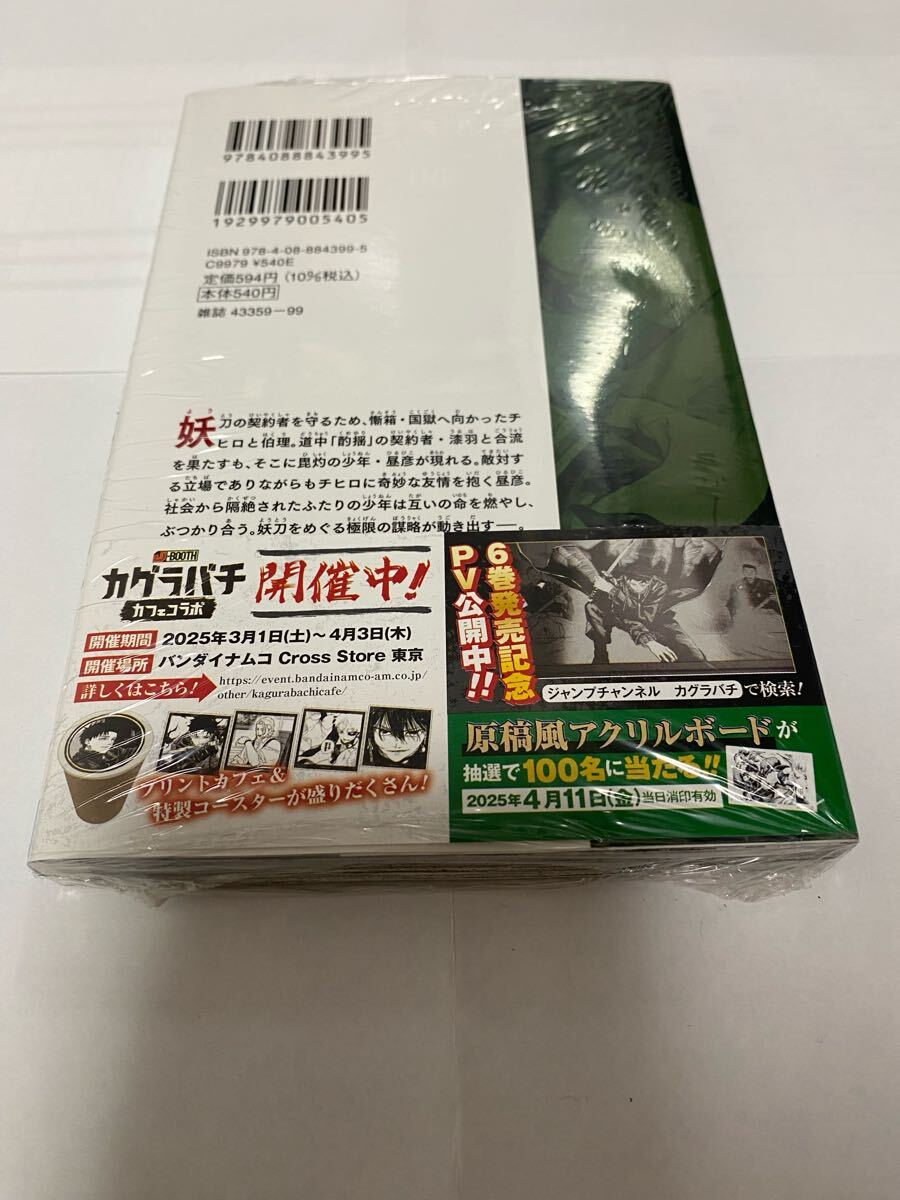 9784088843995
1929979005405
ISBN 978-4-08-884399-5
C9979 ¥540E
定価594円(10%税込)
本体540円
雑誌 43359-99
妖刀の契約者を守るため、慚箱・国獄へ向かったチ
ヒロと伯理。道中「酌揺」の契約者・漆羽と合流
を果たすも、そこに毘灼の少年・昼彦が現れる。敵対す
る立場でありながらもチヒロに奇妙な友情を抱く昼彦。
社会から隔絶されたふたりの少年は互いの命を燃やし、
ぶつかり合う。妖刀をめぐる極限の謀略が動き出す――。
BOOTH
カグラバチ
カフェコラボ
開催中!
開催期間 2025年3月1日(土)〜4月3日(木)
開催場所 バンダイナムコ Cross Store 東京
詳しくはこちら! https://event.bandainamco-am.co.jp/
other/kagurabachicafe/
プリントカフェ&
特製コースターが盛りだくさん!
6巻発売記念
PV公開中!!
ジャンプチャンネル カグラバチ で検索!
原稿風アクリルボードが
抽選で100名に当たる!!
2025年4月11日(金)当日消印有効